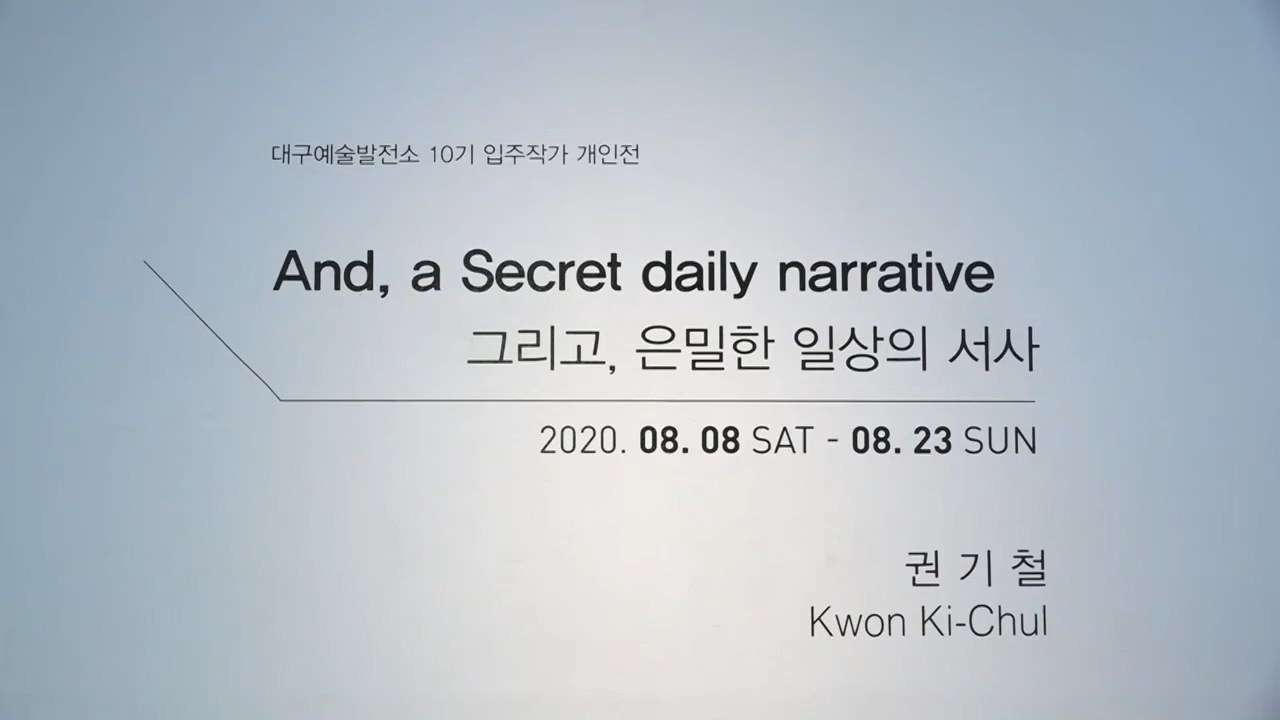 대구예술발전소 10기 입주작가 개인전
And, a Secret daily narrative
그리고, 은밀한 일상의 서사
2020. 08. 08 SAT - 08. 23 SUN
권 기 철
Kwon Ki-Chul